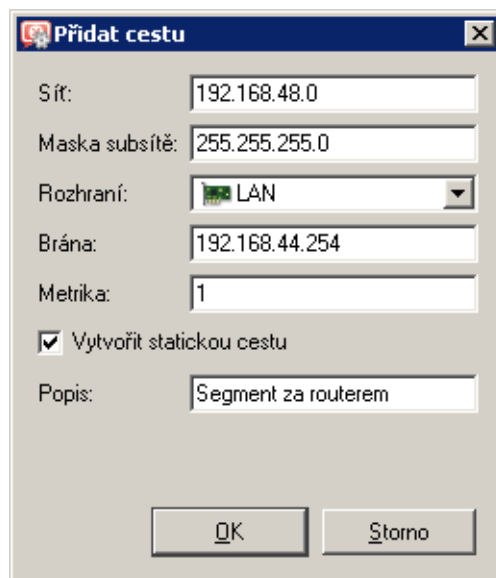 Přidat cestu
Síť: 192.168.48.0
Maska subsítě: 255.255.255.0
Rozhraní: LAN
Brána: 192.168.44.254
Metrika: 1
Vytvořit statickou cestu
Popis: Segment za routerem
OK Storno